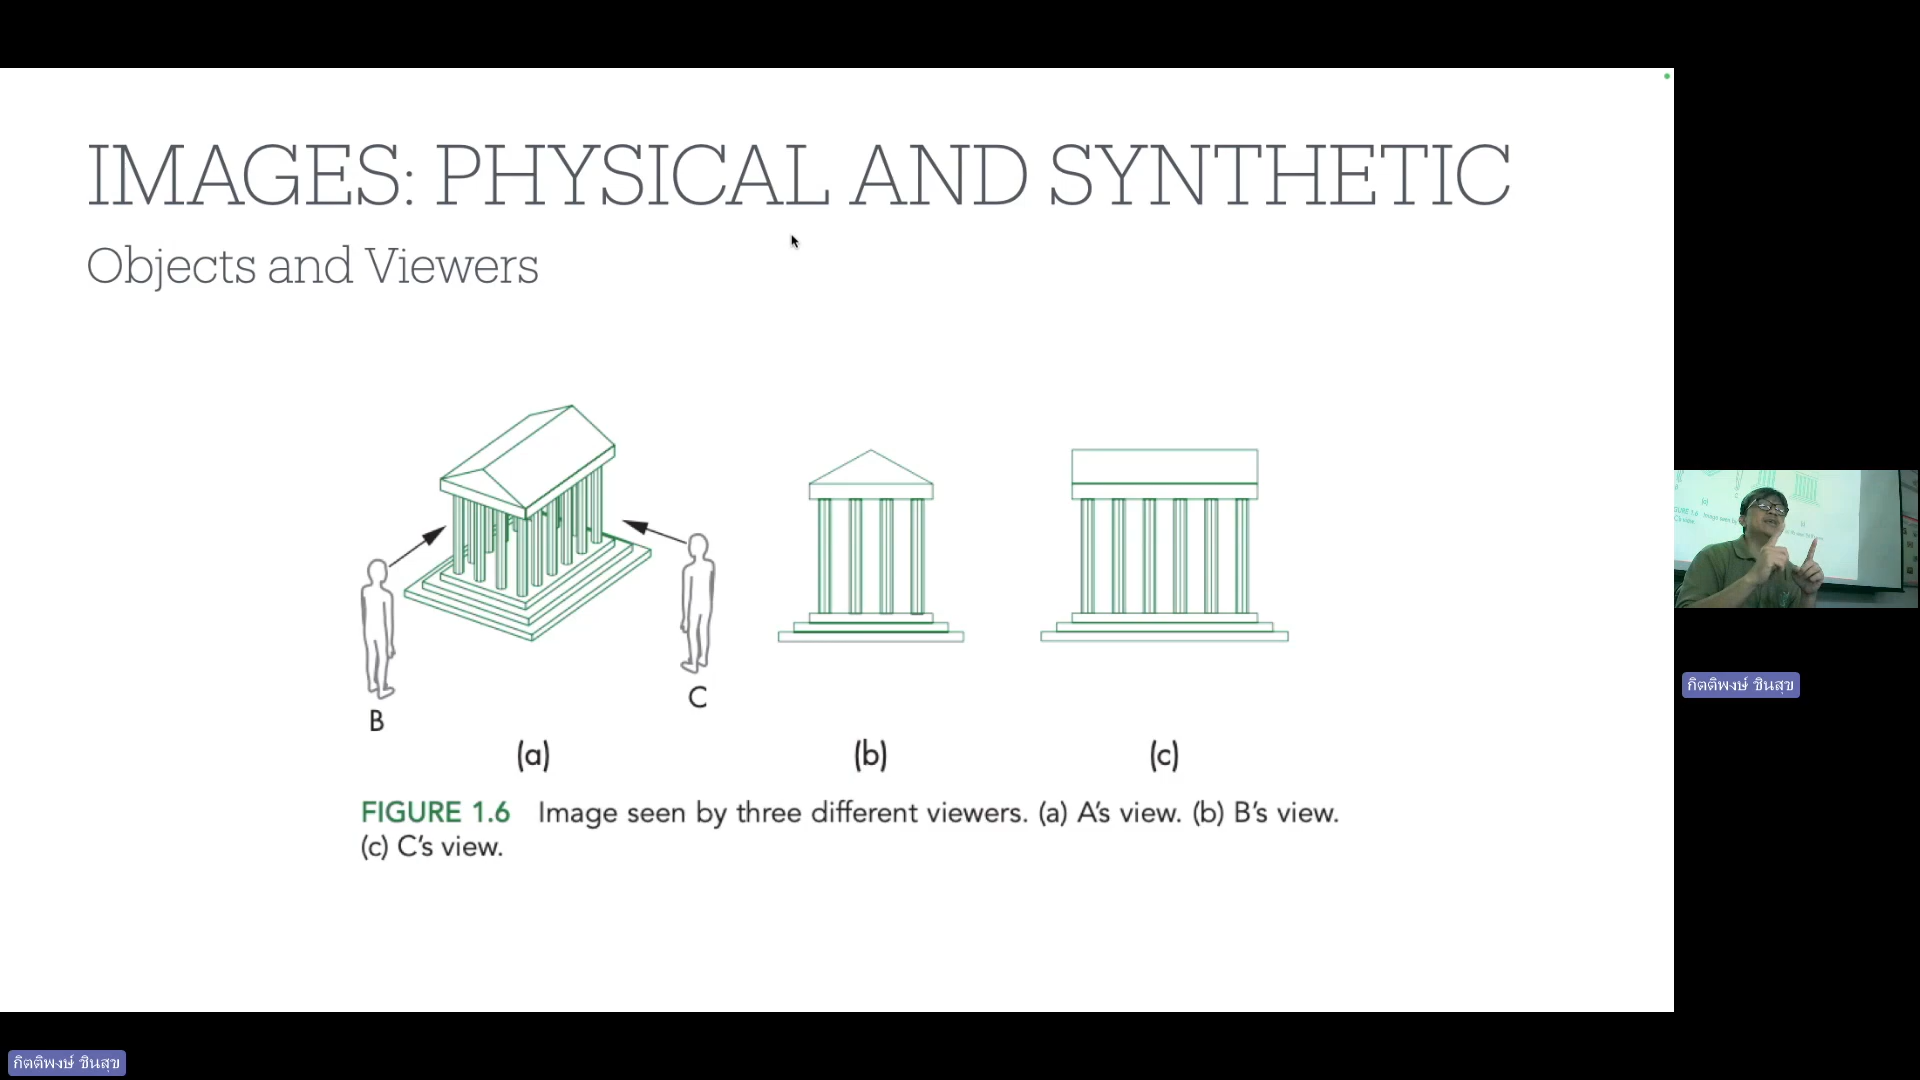 IMAGES: PHYSICAL AND SYNTHETIC
Objects and Viewers
B
C
(a)
(b)
(c)
FIGURE 1.6 Image seen by three different viewers. (a) A's view. (b) B's view.
(c) C's view.
กิตติพงษ์ ชินสุข
กิตติพงษ์ ชินสุข